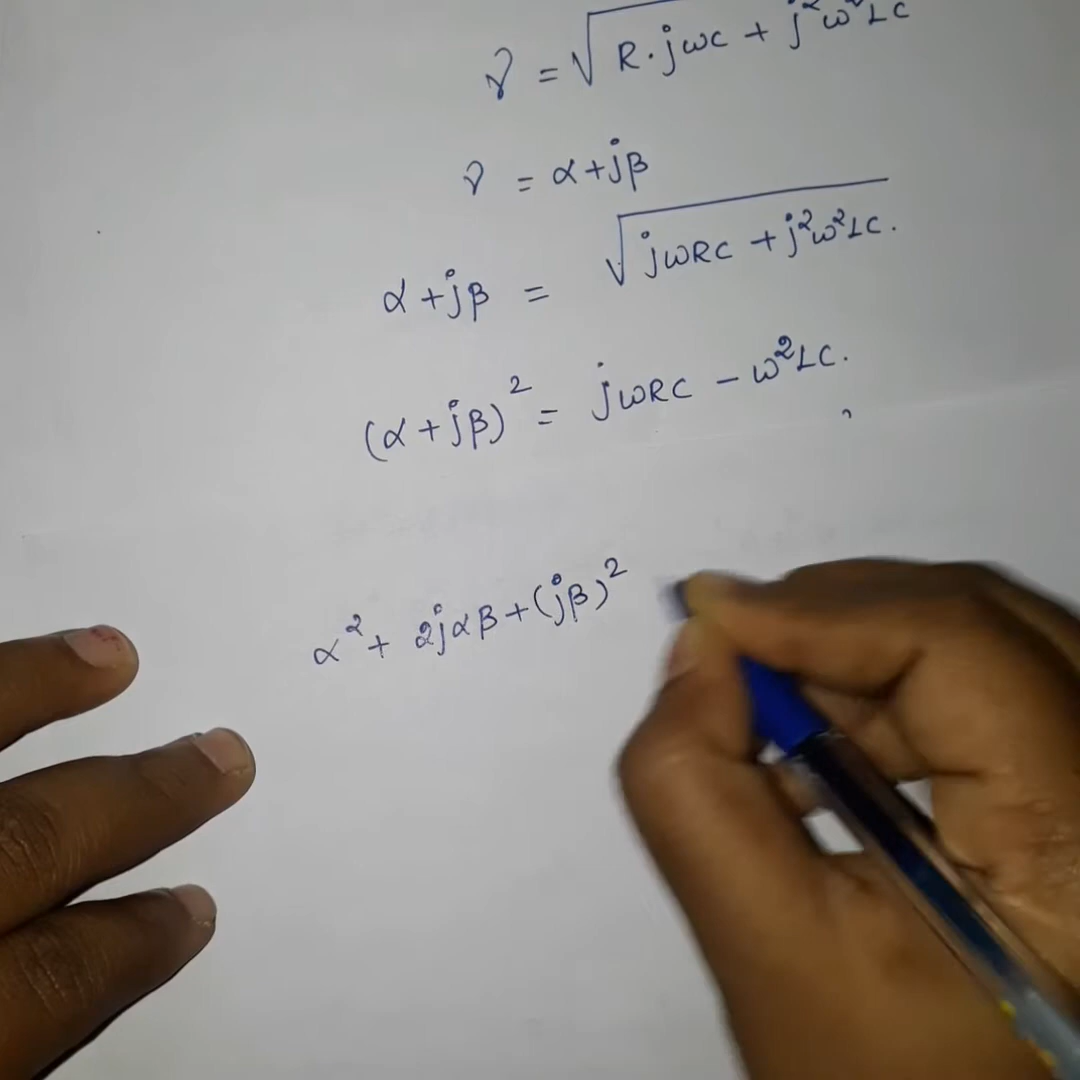 γ = √R.jωC + j²ω²LC
γ = α+jβ
α+jβ = √jωRC + j²ω²LC.
(α+jβ)² = jωRC − ω²LC.
α² + 2jαβ + (jβ)²